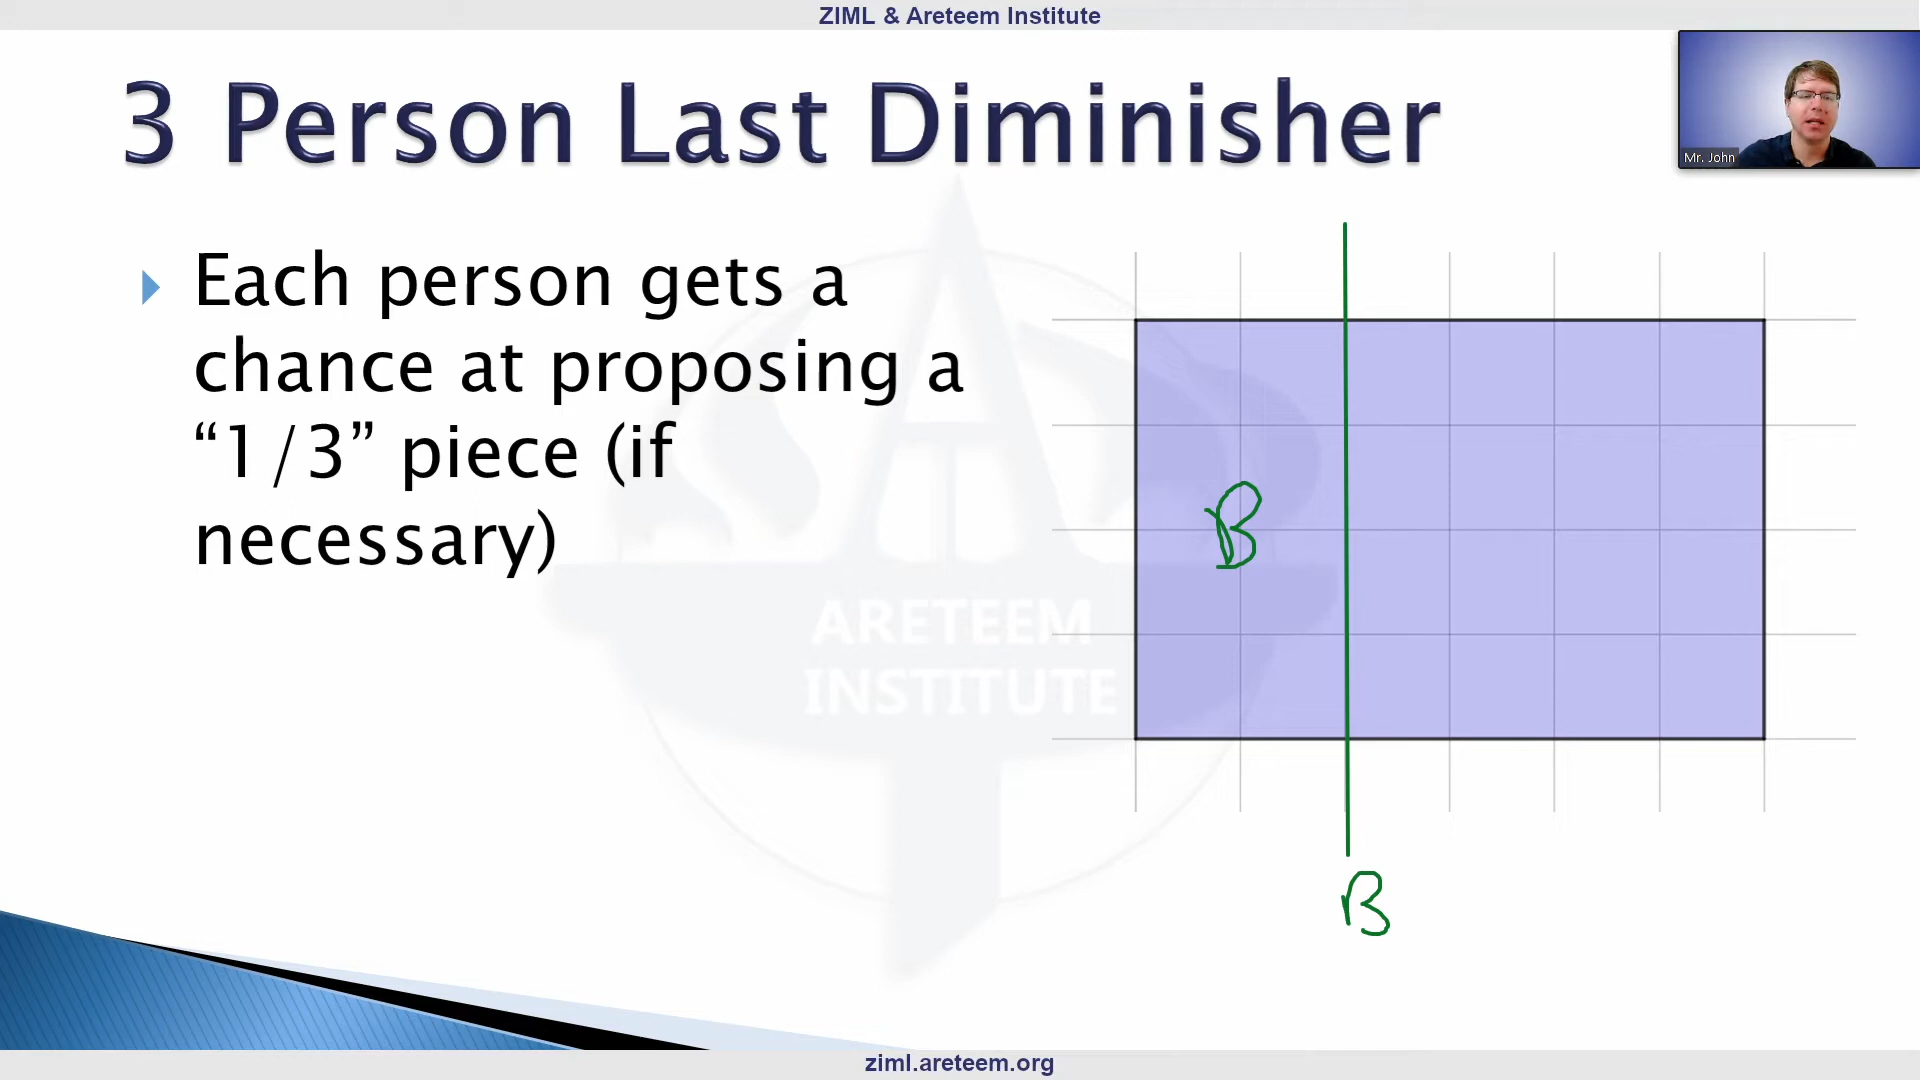 ZIML & Areteem Institute
3 Person Last Diminisher
Mr. John
Each person gets a
chance at proposing a
“1/3” piece (if
necessary)
B
ARETEEM
INSTITUTE
B
ziml.areteem.org